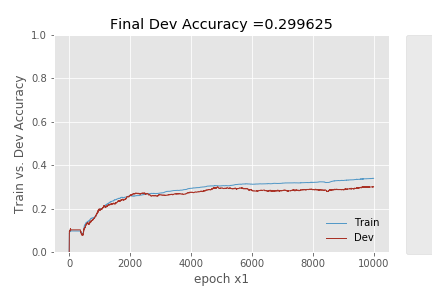 Final Dev Accuracy =0.299625
Train vs. Dev Accuracy
1.0
0.8
0.6
0.4
0.2
0.0
Train
Dev
0 2000 4000 6000 8000 10000
epoch x1